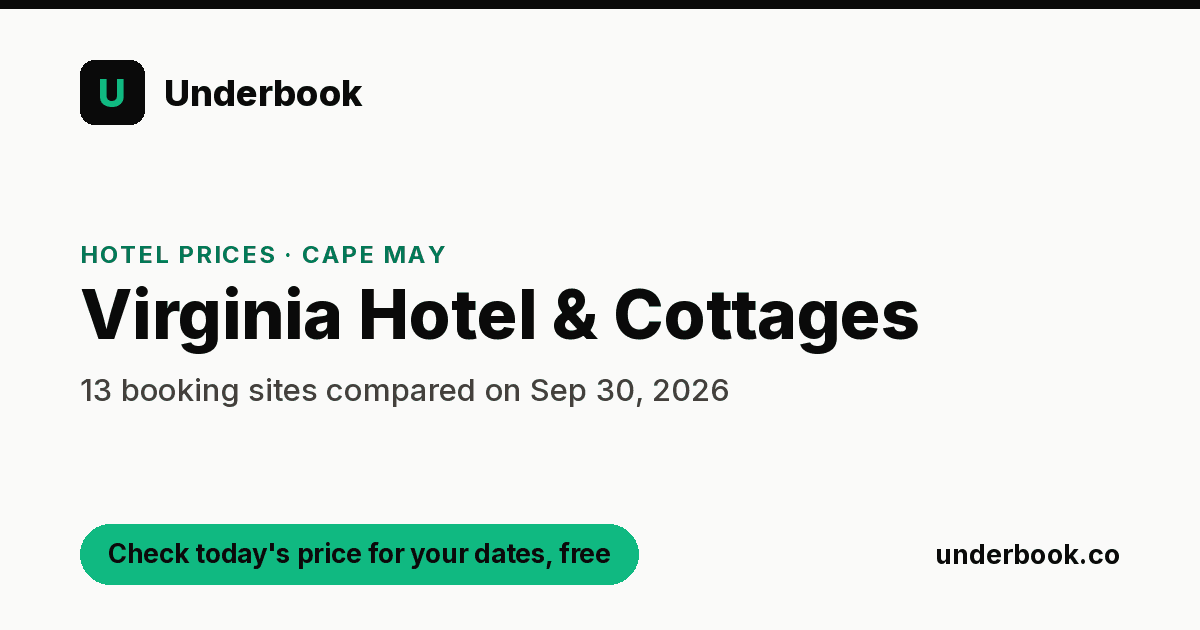 U Underbook
HOTEL PRICES · CAPE MAY
Virginia Hotel & Cottages
13 booking sites compared on Sep 30, 2026
Check today's price for your dates, free
underbook.co